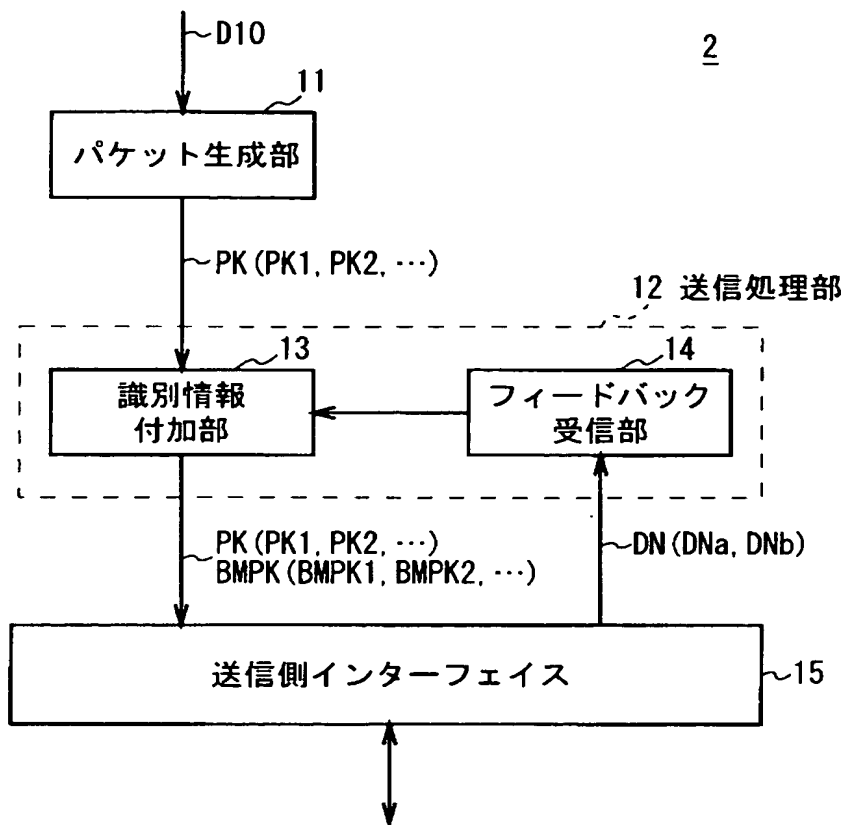 D10
2
11
パケット生成部
PK(PK1, PK2, ···)
12 送信処理部
13
14
識別情報
付加部
フィードバック
受信部
PK(PK1, PK2, ···)
BMPK(BMPK1, BMPK2, ···)
DN(DNa, DNb)
送信側インターフェイス
15